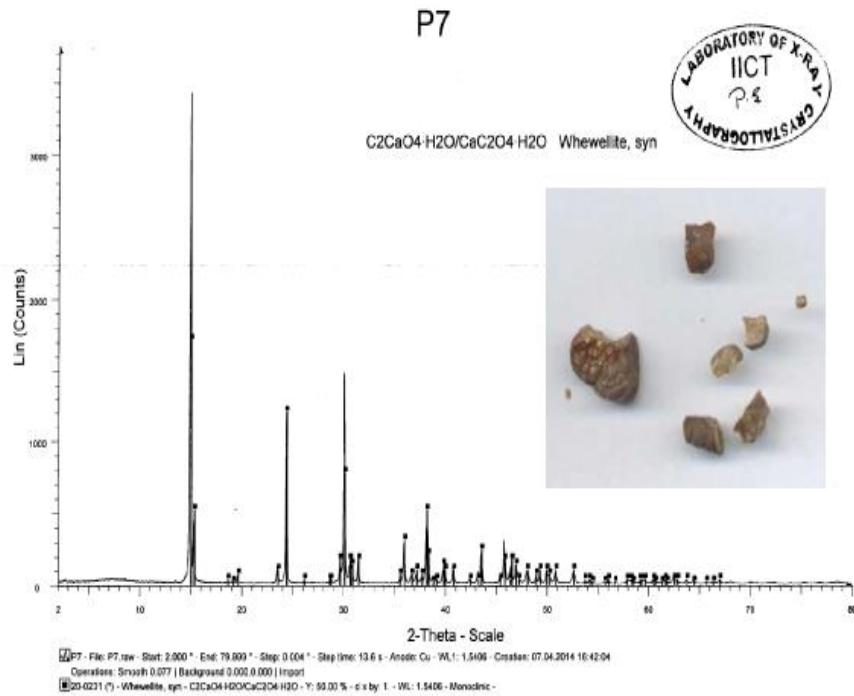 P7
LABORATORY OF X-RAY
IICT
CRYSTALLOGRAPHY
C2CaO4·H2O/CaC2O4·H2O Whewellite, syn
Lin (Counts)
3000
2000
1000
0
2 10 20 30 40 50 60 70 80
2-Theta - Scale
P7 - File: P7.raw - Start: 2.000 ° - End: 79.999 ° - Step: 0.004 ° - Step time: 13.6 s - Anode: Cu - WL1: 1.5406 - Creation: 07.04.2014 16:42:04
Operations: Smooth 0.077 | Background 0.000,0.000 | Import
20-0231 (*) - Whewellite, syn - C2CaO4·H2O/CaC2O4·H2O - Y: 50.00 % - d x by: 1. - WL: 1.5406 - Monoclinic -